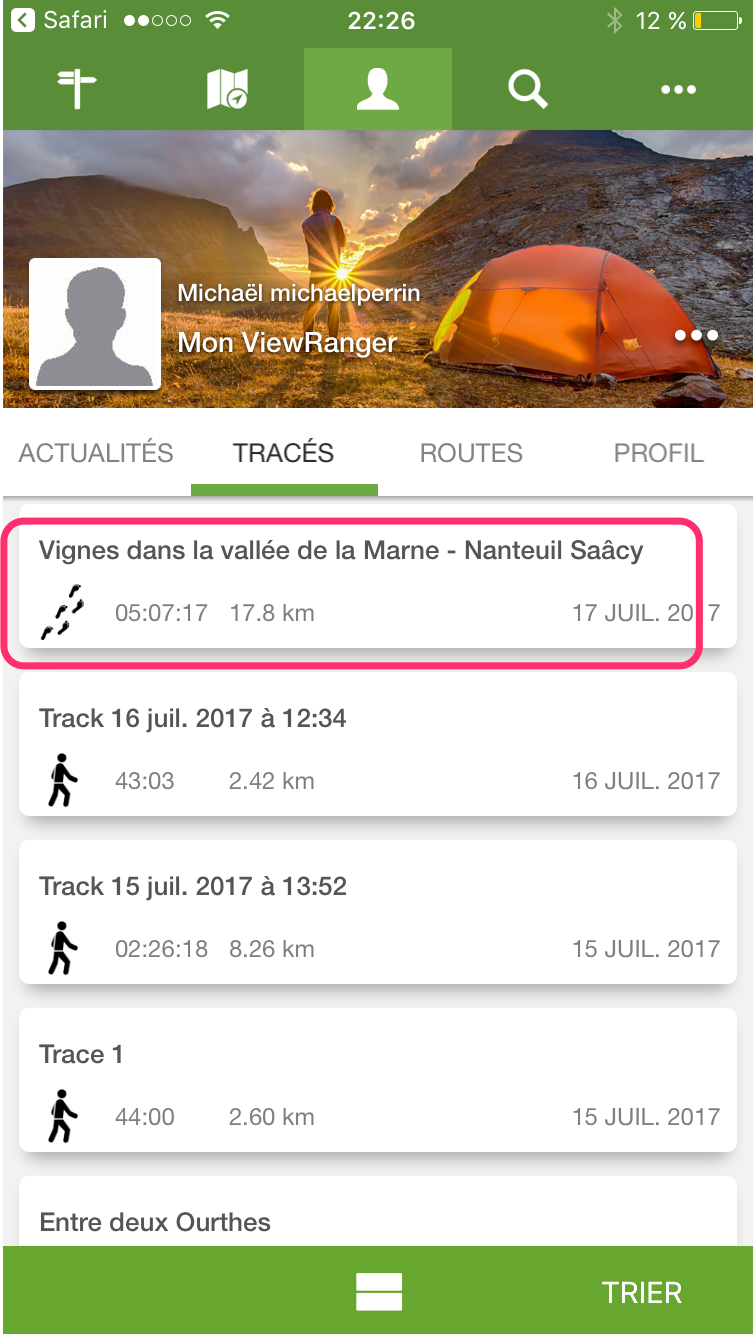 Safari 22:26 12 %
Michaël michaelperrin
Mon ViewRanger
ACTUALITÉS TRACÉS ROUTES PROFIL
Vignes dans la vallée de la Marne - Nanteuil Saâcy
05:07:17 17.8 km 17 JUIL. 2017
Track 16 juil. 2017 à 12:34
43:03 2.42 km 16 JUIL. 2017
Track 15 juil. 2017 à 13:52
02:26:18 8.26 km 15 JUIL. 2017
Trace 1
44:00 2.60 km 15 JUIL. 2017
Entre deux Ourthes
TRIER